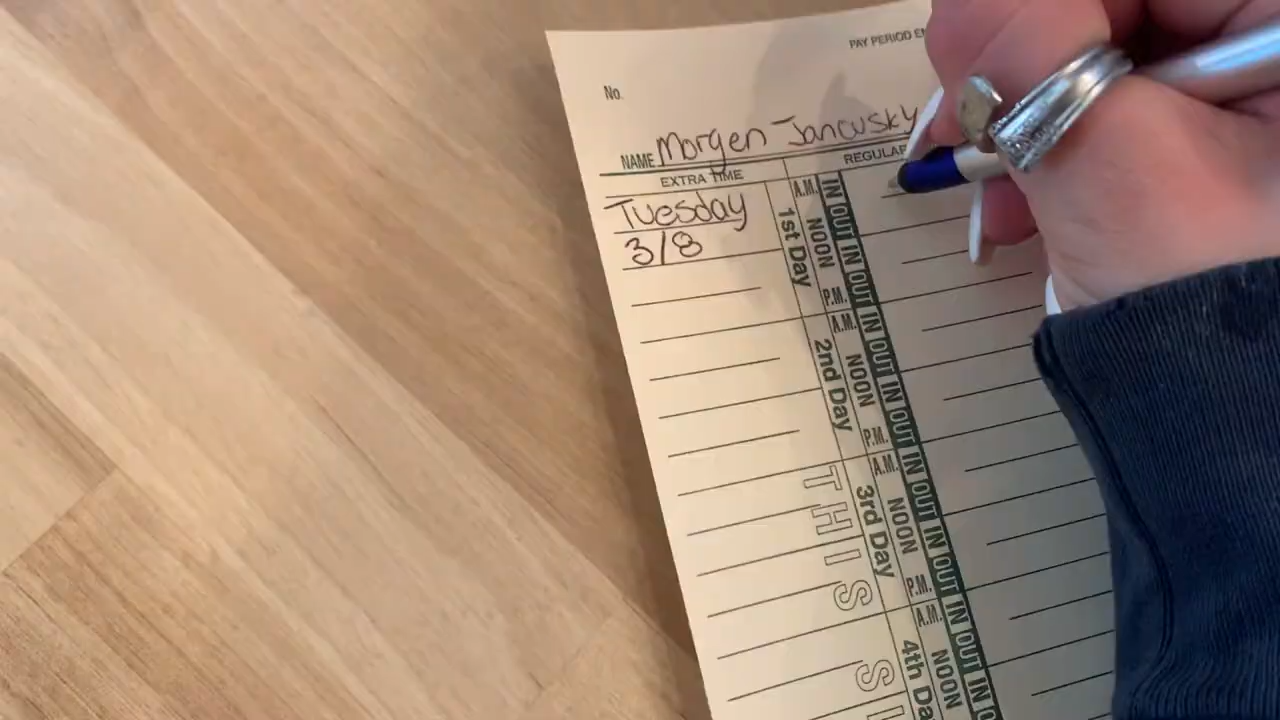 PAY PERIOD
No.
NAME Morgen Jancusky
EXTRA TIME
REGULAR
Tuesday
3/8
1st Day
A.M.
NOON
P.M.
IN OUT IN OUT IN OUT
2nd Day
A.M.
NOON
P.M.
IN OUT IN OUT IN OUT
3rd Day
A.M.
NOON
P.M.
IN OUT IN OUT IN OUT
4th
A.M.
NOON
IN OUT IN
THIS